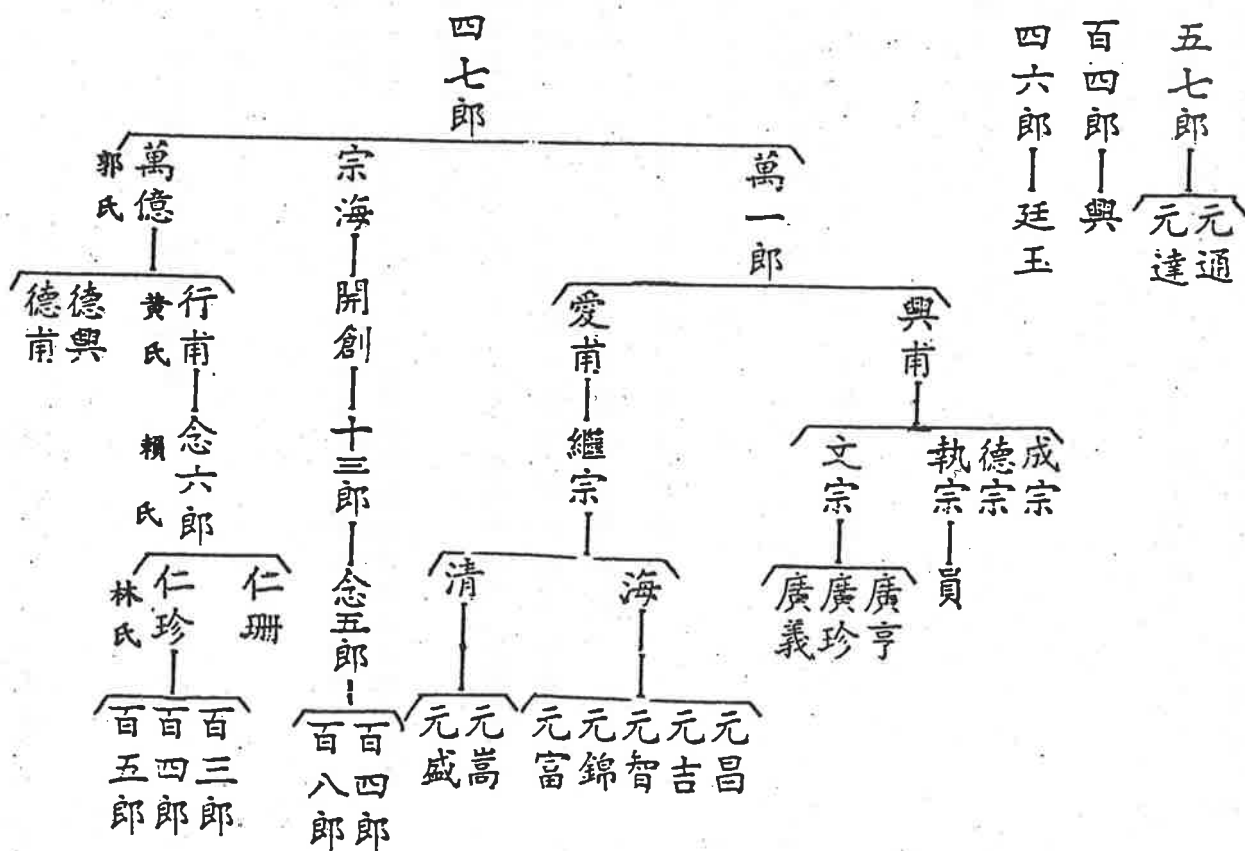 五七郎
元通
元達
百四郎
興
四六郎
廷玉
四七郎
萬一郎
宗海
萬億
郭氏
興甫
愛甫
開創
行甫
黄氏
德興
德甫
成宗
德宗
執宗
文宗
繼宗
十三郎
念六郎
賴氏
員
廣亨
廣珍
廣義
海
清
念五郎
仁珊
仁珍
林氏
元昌
元吉
元智
元錦
元富
元嵩
元盛
百四郎
百八郎
百三郎
百四郎
百五郎